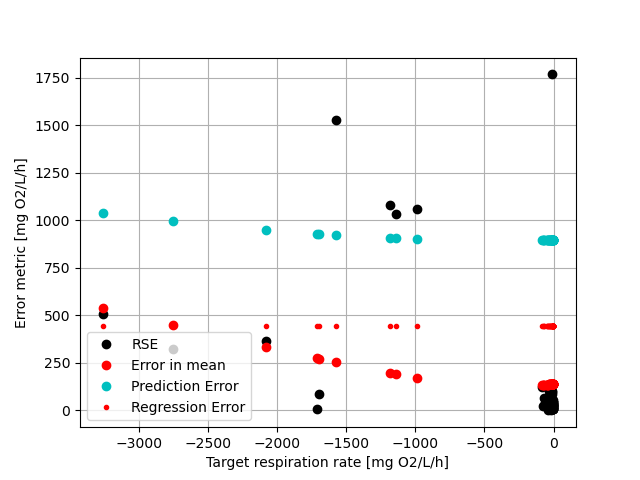 1750
1500
1250
1000
750
500
250
0
Error metric [mg O2/L/h]
RSE
Error in mean
Prediction Error
Regression Error
−3000 −2500 −2000 −1500 −1000 −500 0
Target respiration rate [mg O2/L/h]